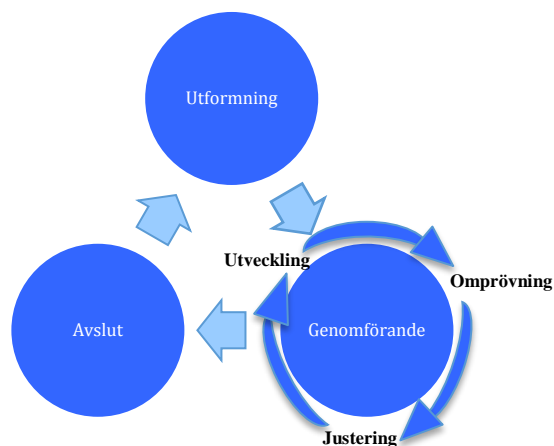 Utformning
Utveckling
Omprövning
Avslut
Genomförande
Justering